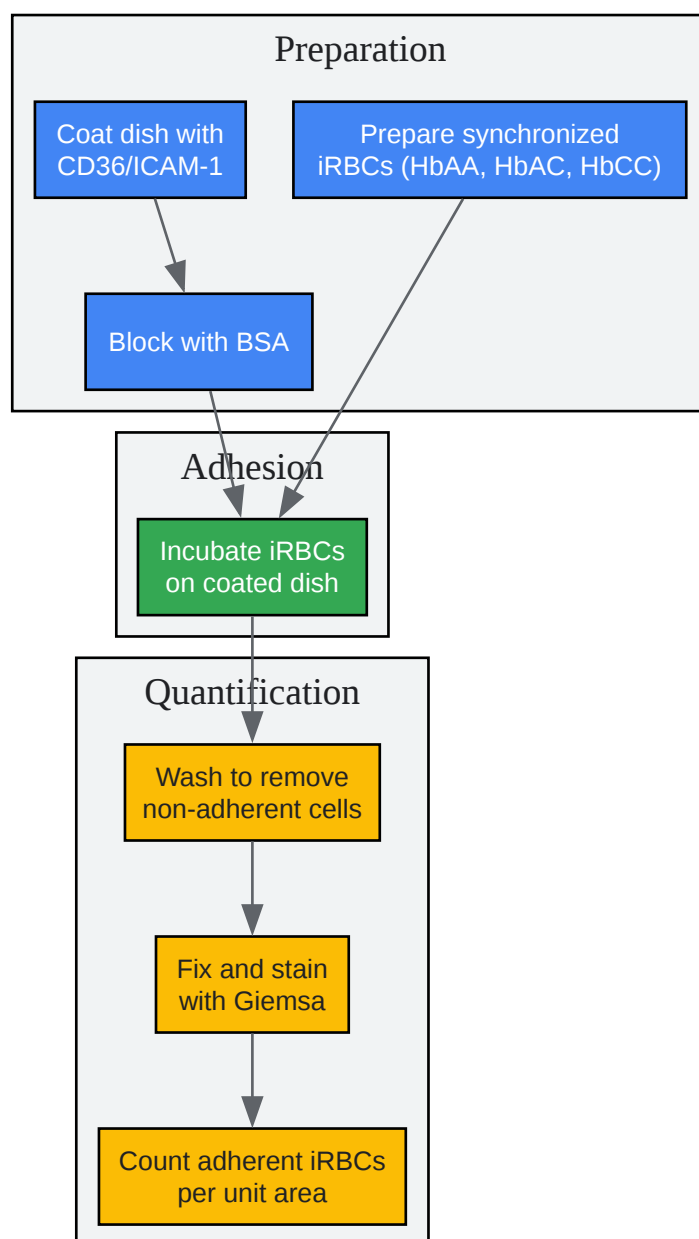 Preparation
Coat dish with
CD36/ICAM-1
Prepare synchronized
iRBCs (HbAA, HbAC, HbCC)
Block with BSA
Adhesion
Incubate iRBCs
on coated dish
Quantification
Wash to remove
non-adherent cells
Fix and stain
with Giemsa
Count adherent iRBCs
per unit area